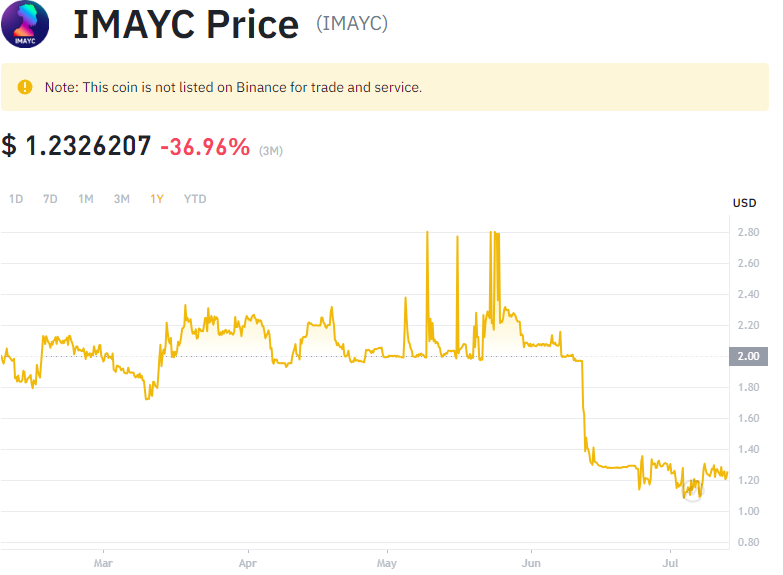 IMAYC
IMAYC Price (IMAYC)
Note: This coin is not listed on Binance for trade and service.
$ 1.2326207 -36.96% (3M)
1D 7D 1M 3M 1Y YTD
USD
2.80
2.60
2.40
2.20
2.00
1.80
1.60
1.40
1.20
1.00
0.80
Mar Apr May Jun Jul